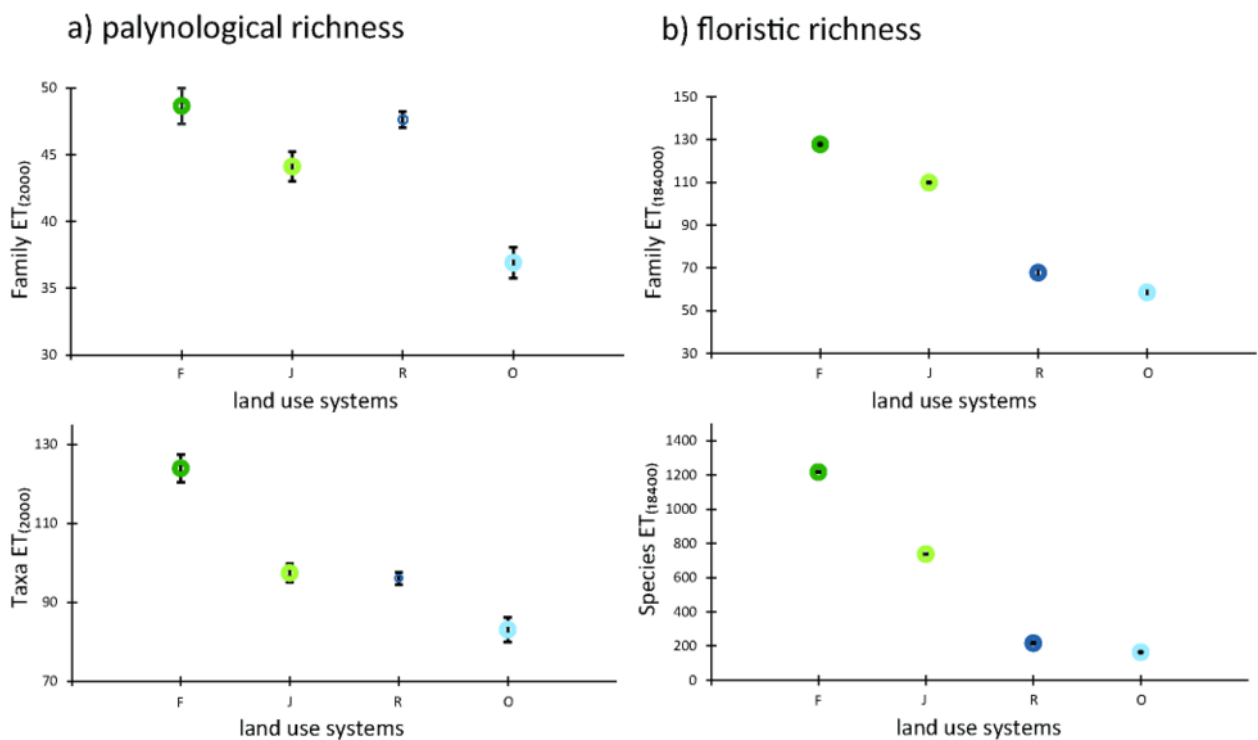 a) palynological richness
50
45
40
35
30
Family ET(2000)
F J R O
land use systems
b) floristic richness
150
130
110
90
70
50
30
Family ET(184000)
F J R O
land use systems
130
110
90
70
Taxa ET(2000)
F J R O
land use systems
1400
1200
1000
800
600
400
200
0
Species ET(18400)
F J R O
land use systems